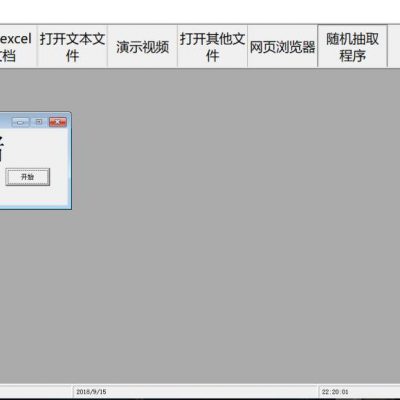 excel 打开文本文 打开其他文 随机抽取
文档 件 演示视频 件 网页浏览器 程序
开始
2018/9/15 22:20:01